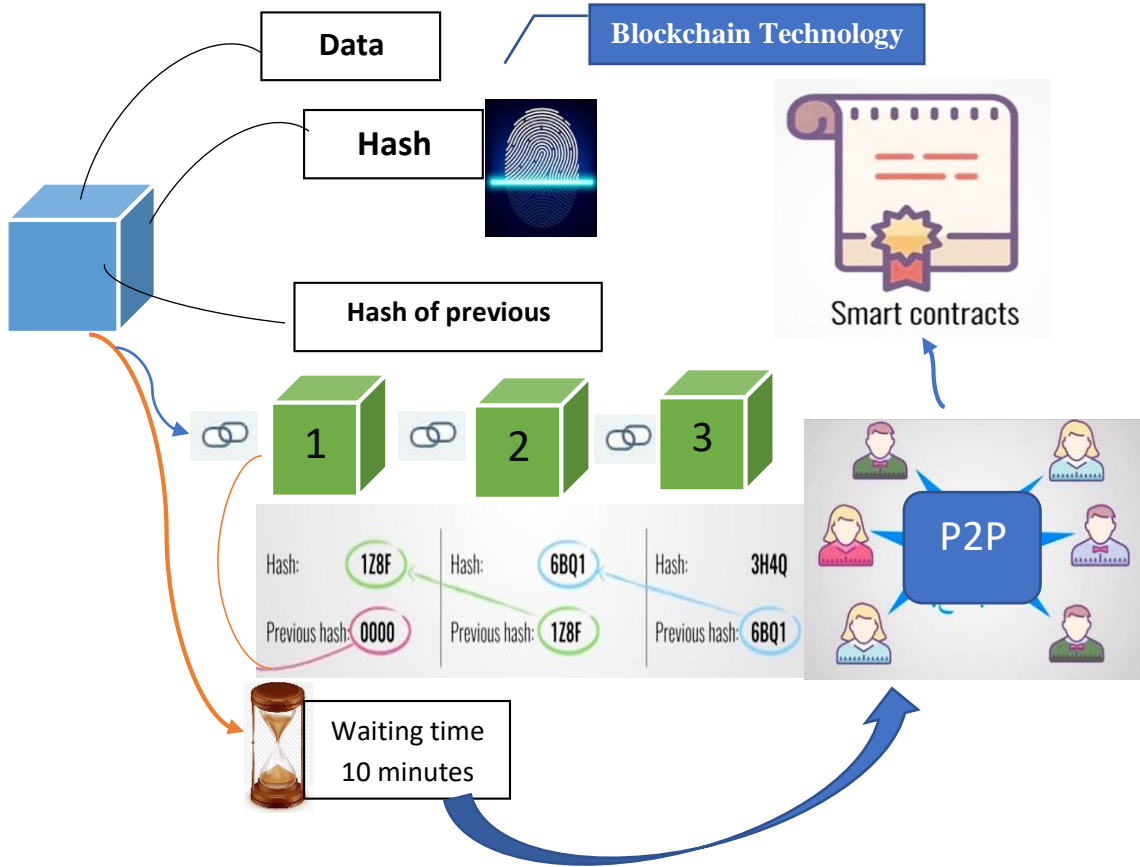 Blockchain Technology
Data
Hash
Hash of previous
Smart contracts
1
2
3
P2P
Hash: 1Z8F
Hash: 6BQ1
Hash: 3H4Q
Previous hash: 0000
Previous hash: 1Z8F
Previous hash: 6BQ1
Waiting time
10 minutes